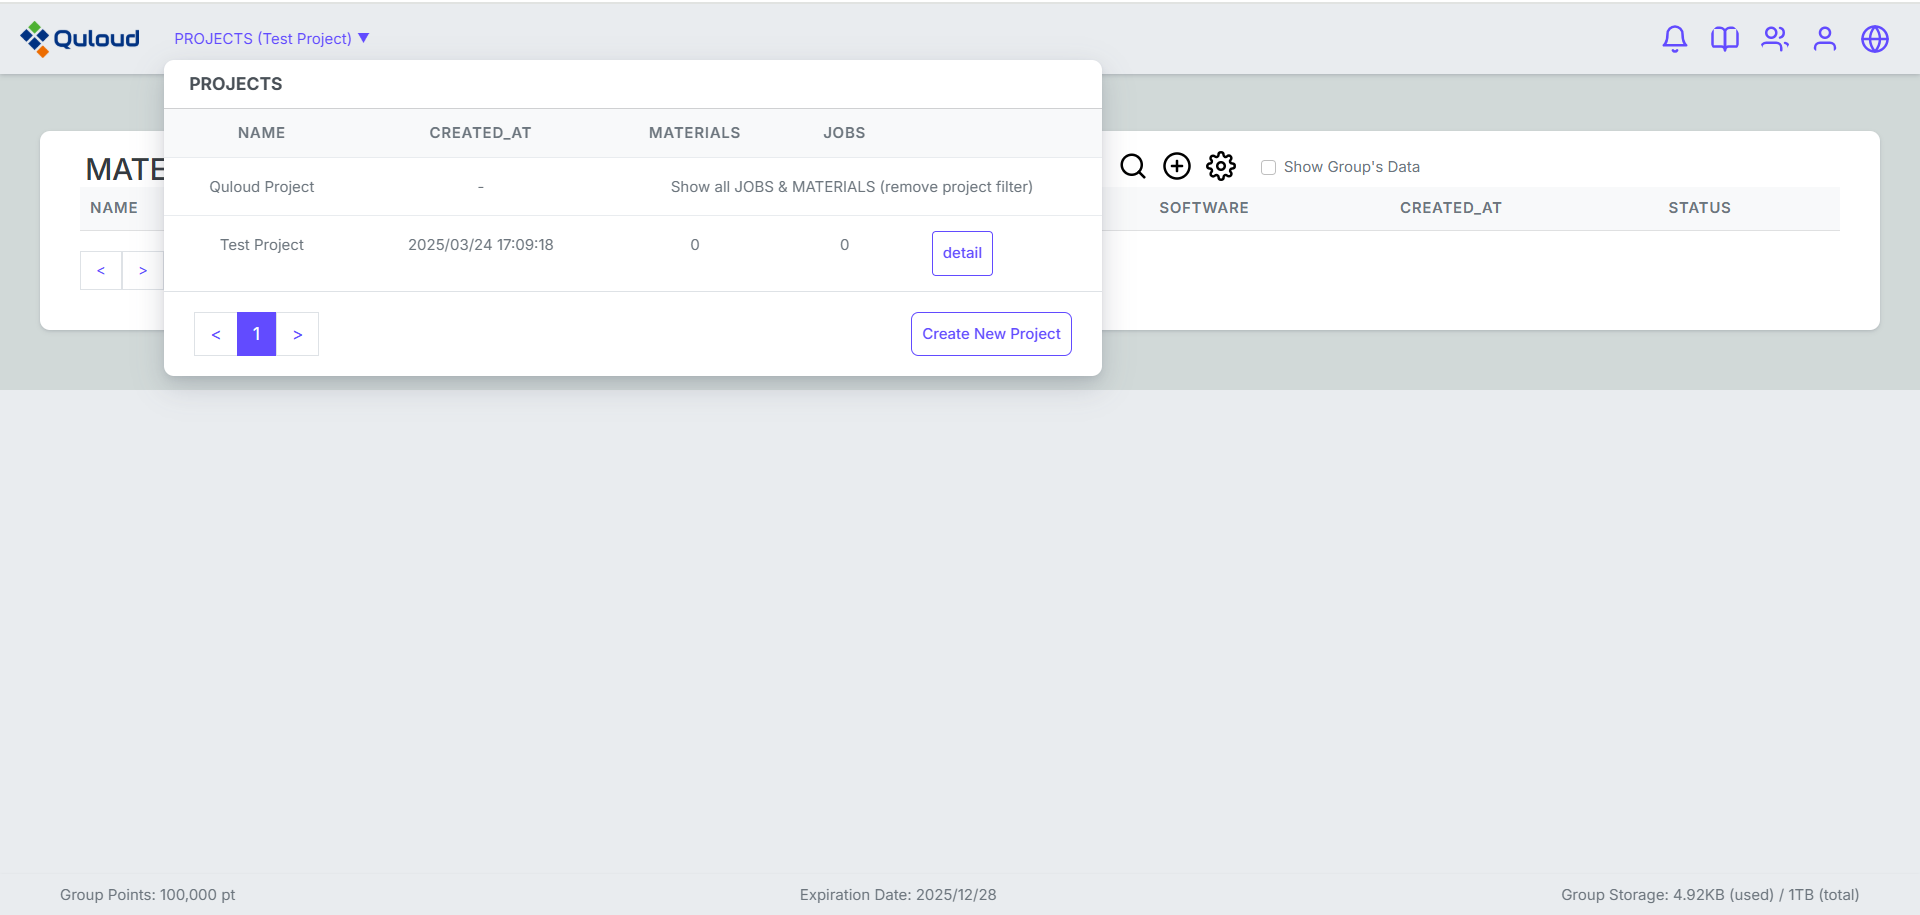 Quloud
PROJECTS (Test Project) ▼
PROJECTS
NAME CREATED_AT MATERIALS JOBS
Quloud Project - Show all JOBS & MATERIALS (remove project filter)
Test Project 2025/03/24 17:09:18 0 0 detail
< 1 > Create New Project
MATE
Show Group's Data
NAME SOFTWARE CREATED_AT STATUS
< >
Group Points: 100,000 pt Expiration Date: 2025/12/28 Group Storage: 4.92KB (used) / 1TB (total)